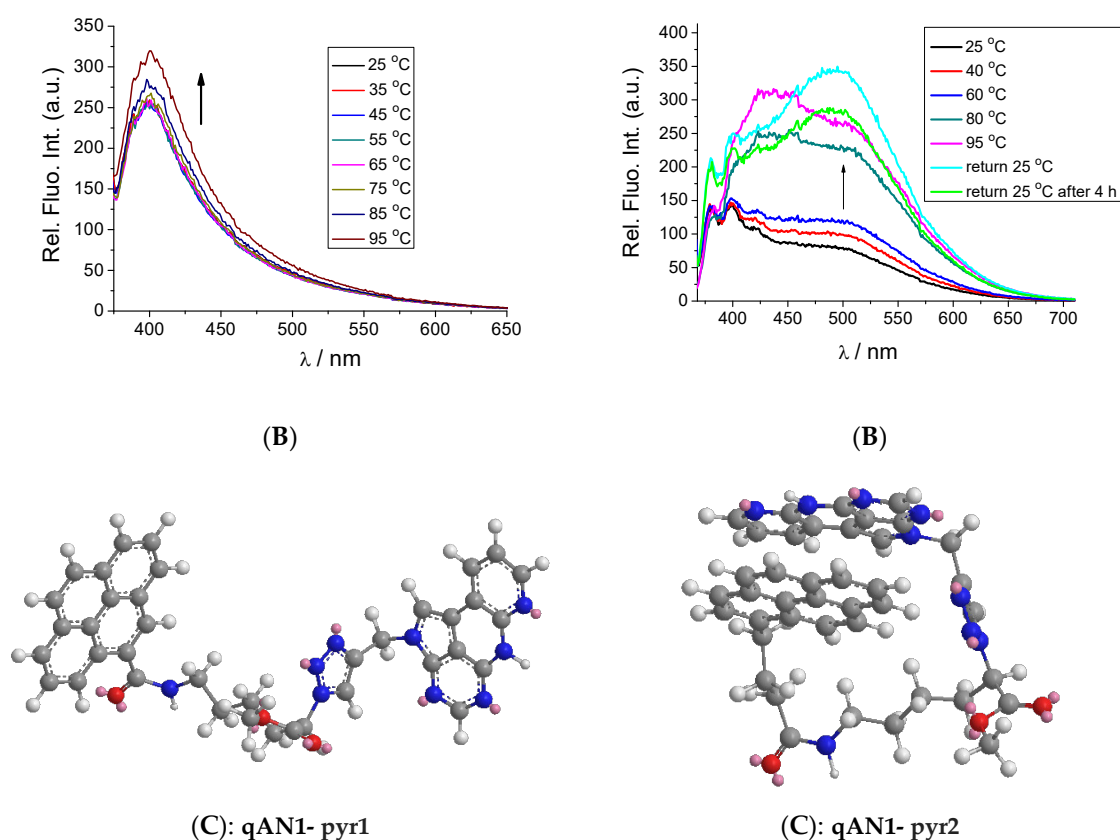 Rel. Fluo. Int. (a.u.)
350
300
250
200
150
100
50
0
400 450 500 550 600 650
λ / nm
25 °C
35 °C
45 °C
55 °C
65 °C
75 °C
85 °C
95 °C
Rel. Fluo. Int. (a.u.)
400
350
300
250
200
150
100
50
0
400 500 600 700
λ / nm
25 °C
40 °C
60 °C
80 °C
95 °C
return 25 °C
return 25 °C after 4 h
(B)
(B)
(C): qAN1- pyr1
(C): qAN1- pyr2